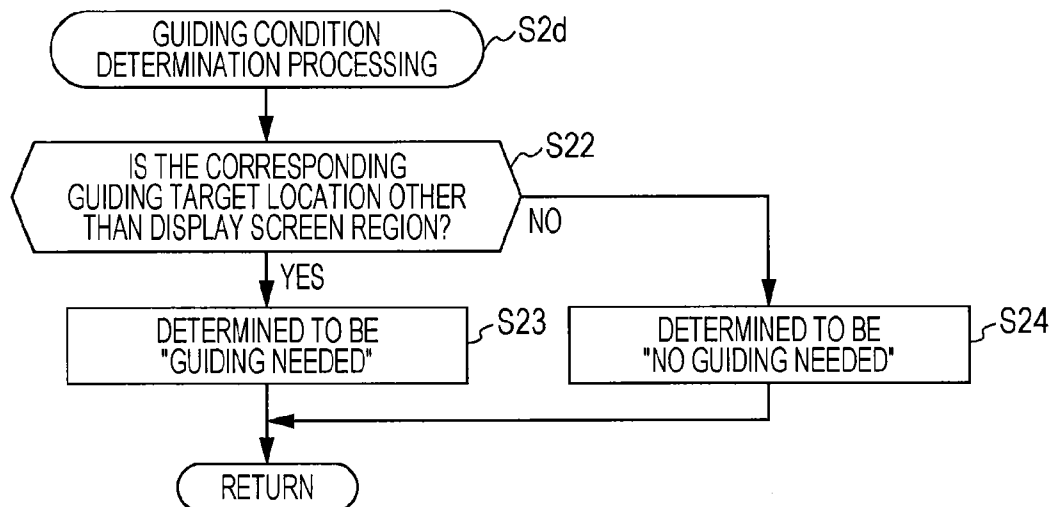 GUIDING CONDITION
DETERMINATION PROCESSING
S2d
IS THE CORRESPONDING
GUIDING TARGET LOCATION OTHER
THAN DISPLAY SCREEN REGION?
S22
NO
YES
DETERMINED TO BE
"GUIDING NEEDED"
S23
DETERMINED TO BE
"NO GUIDING NEEDED"
S24
RETURN